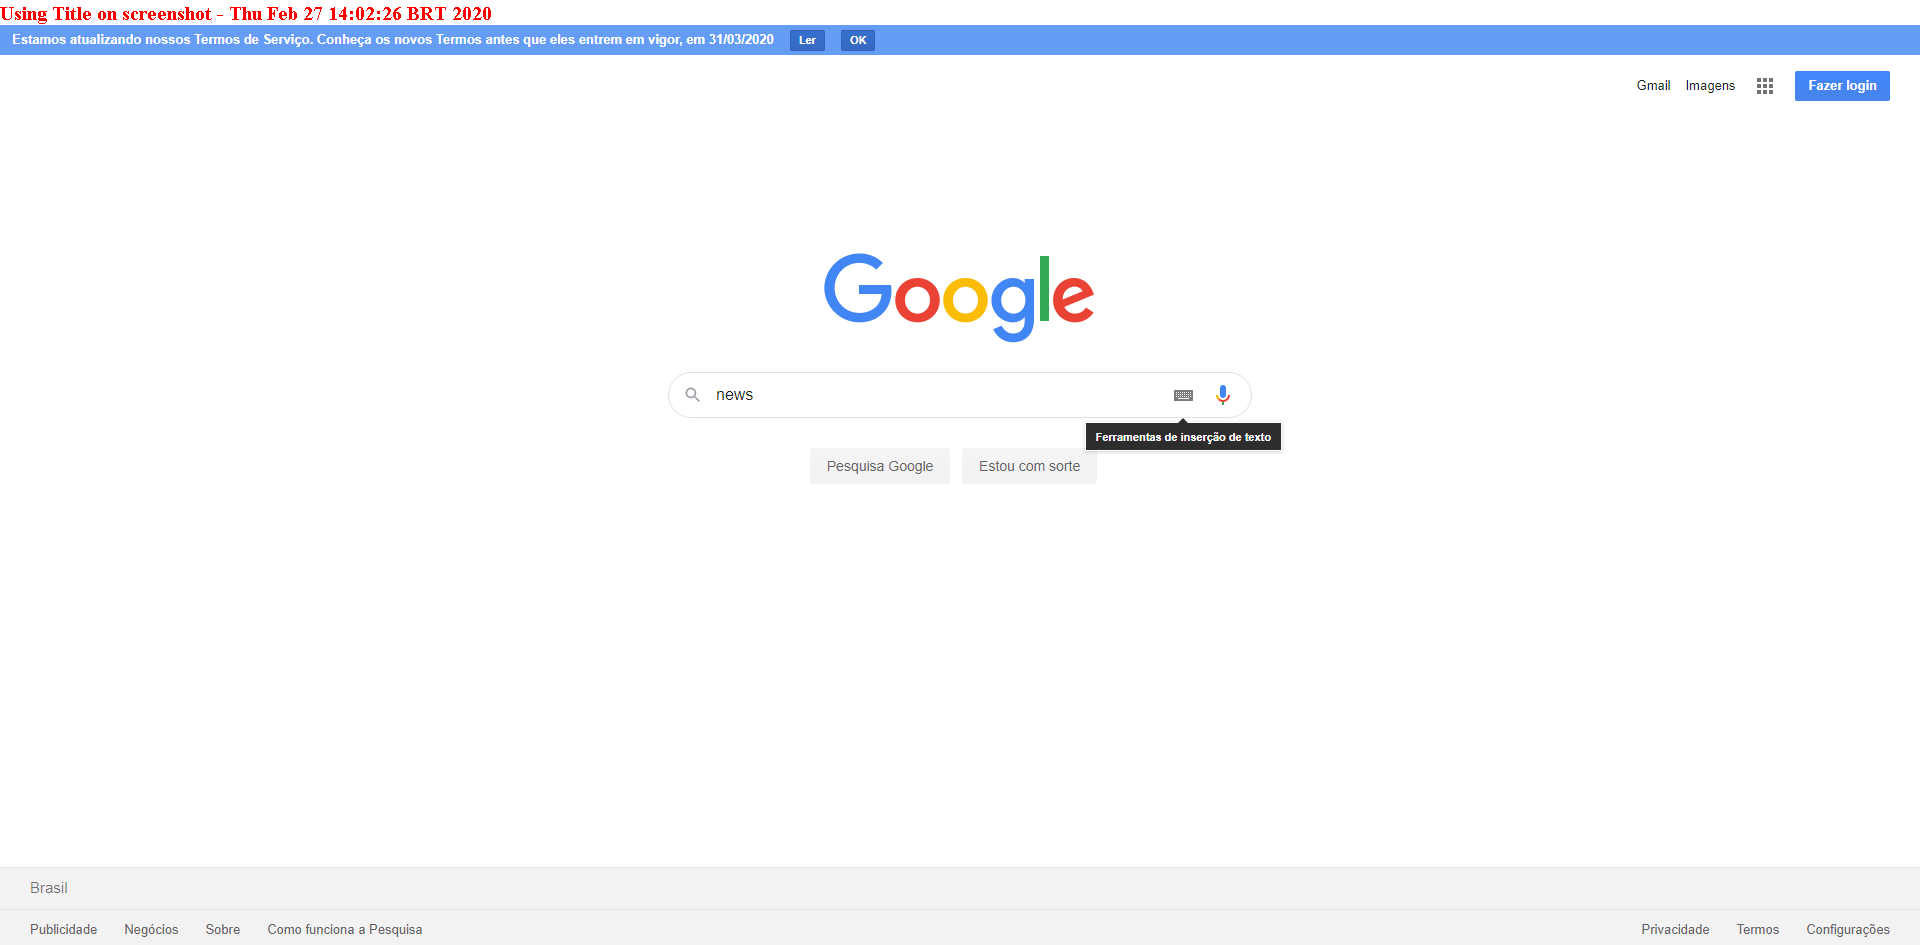 Using Title on screenshot - Thu Feb 27 14:02:26 BRT 2020
Estamos atualizando nossos Termos de Serviço. Conheça os novos Termos antes que eles entrem em vigor, em 31/03/2020 Ler OK
Gmail Imagens Fazer login
Google
news
Ferramentas de inserção de texto
Pesquisa Google Estou com sorte
Brasil
Publicidade Negócios Sobre Como funciona a Pesquisa Privacidade Termos Configurações